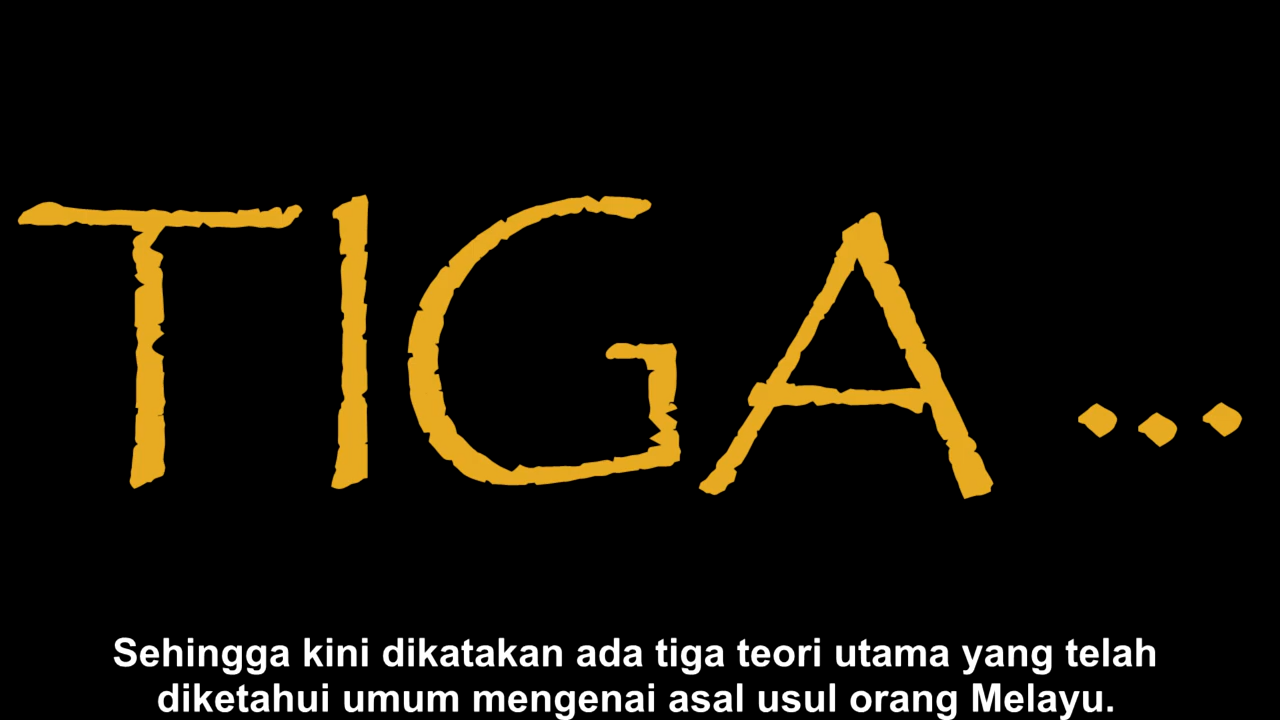 TIGA...
Sehingga kini dikatakan ada tiga teori utama yang telah
diketahui umum mengenai asal usul orang Melayu.